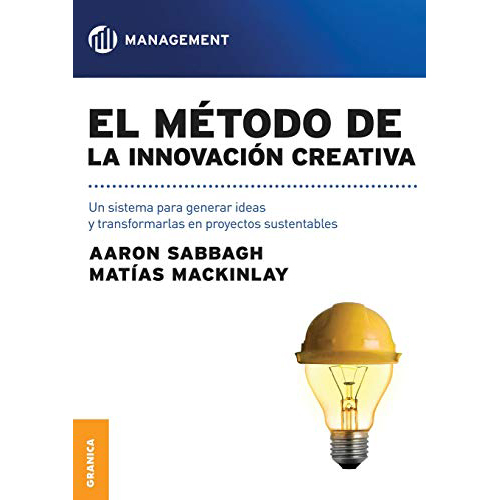 MANAGEMENT
EL MÉTODO DE
LA INNOVACIÓN CREATIVA
Un sistema para generar ideas
y transformarlas en proyectos sustentables
AARON SABBAGH
MATÍAS MACKINLAY
GRANICA